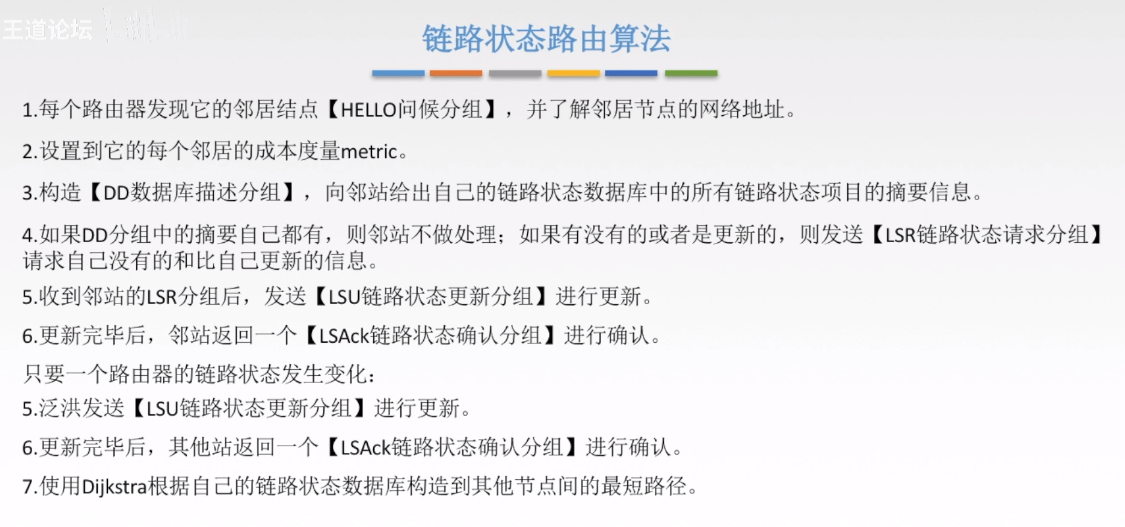 王道论坛
链路状态路由算法
1.每个路由器发现它的邻居结点【HELLO问候分组】，并了解邻居节点的网络地址。
2.设置到它的每个邻居的成本度量metric。
3.构造【DD数据库描述分组】，向邻站给出自己的链路状态数据库中的所有链路状态项目的摘要信息。
4.如果DD分组中的摘要自己都有，则邻站不做处理；如果有没有的或者是更新的，则发送【LSR链路状态请求分组】
请求自己没有的和比自己更新的信息。
5.收到邻站的LSR分组后，发送【LSU链路状态更新分组】进行更新。
6.更新完毕后，邻站返回一个【LSAck链路状态确认分组】进行确认。
只要一个路由器的链路状态发生变化：
5.泛洪发送【LSU链路状态更新分组】进行更新。
6.更新完毕后，其他站返回一个【LSAck链路状态确认分组】进行确认。
7.使用Dijkstra根据自己的链路状态数据库构造到其他节点间的最短路径。